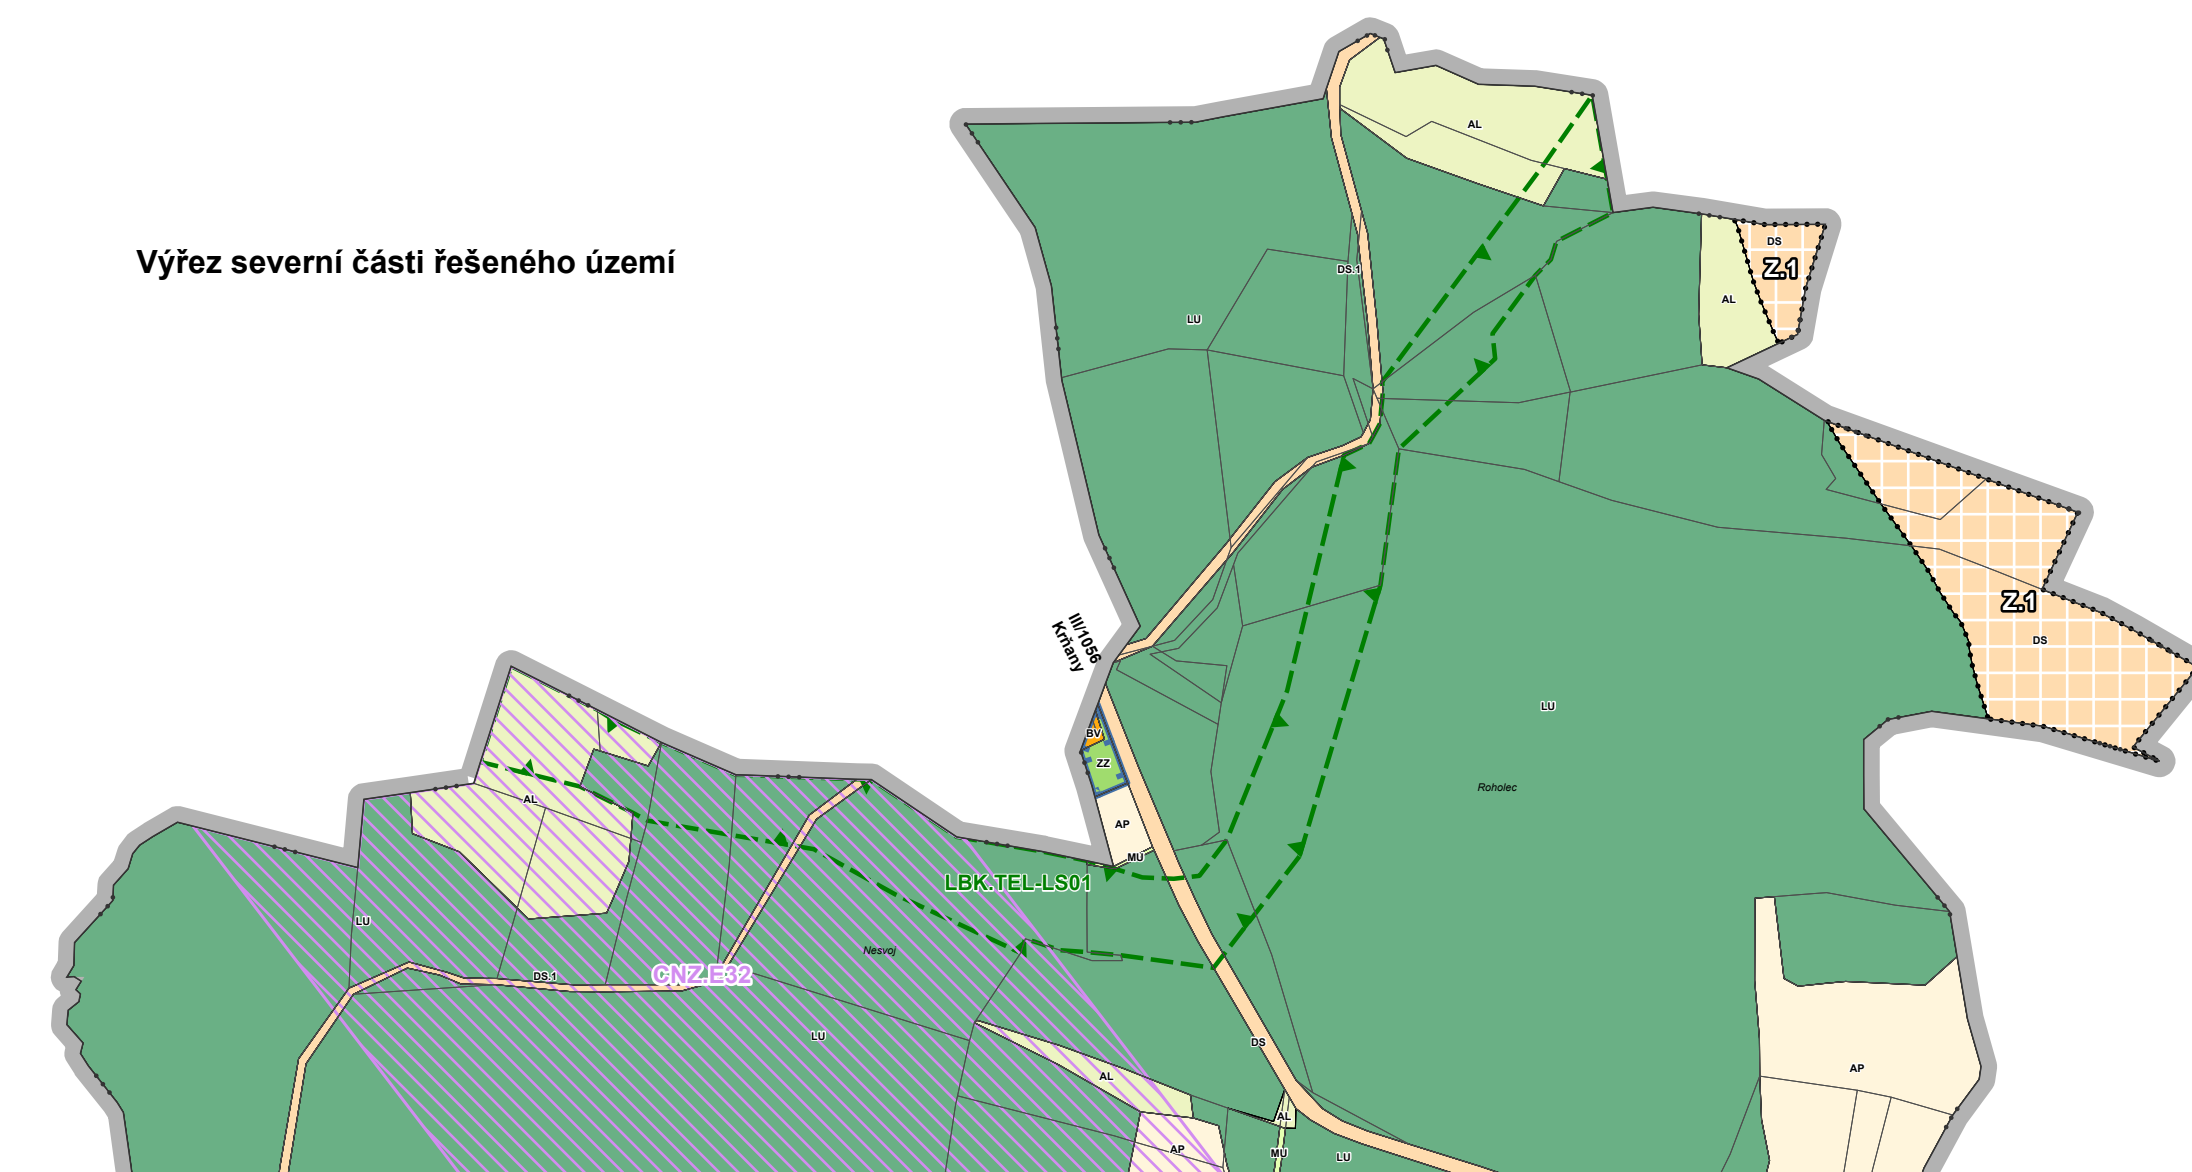 AL
DS
Z.1
Výřez severní části řešeného území
DS.1
AL
LU
Z.1
III/1056
Krňany
DS
LU
BV
ZZ
Roholec
AL
AP
MU
LBK.TEL-LS01
LU
Nesvoj
DS.1
CNZ.E32
LU
DS
AL
AP
AL
AP
MU
LU